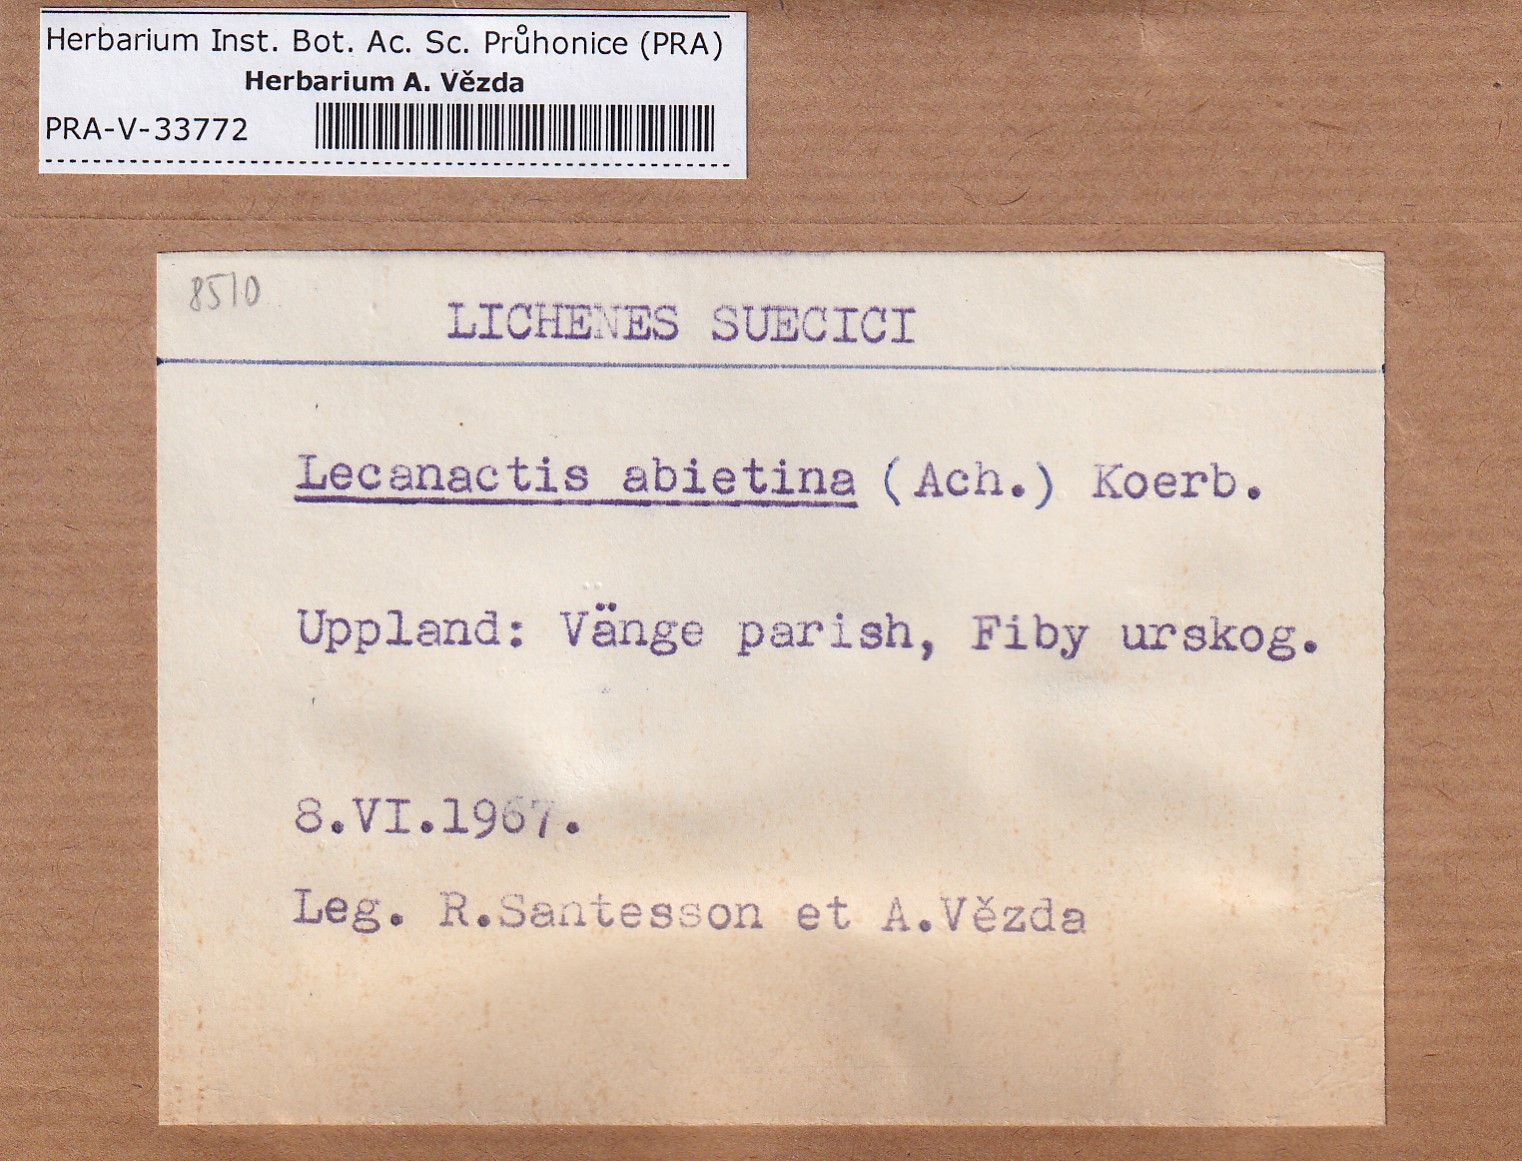 Herbarium Inst. Bot. Ac. Sc. Průhonice (PRA)
Herbarium A. Vězda
PRA-V-33772
8510
LICHENES SUECICI
Lecanactis abietina (Ach.) Koerb.
Uppland: Vänge parish, Fiby urskog.
8.VI.1967.
Leg. R.Santesson et A.Vězda